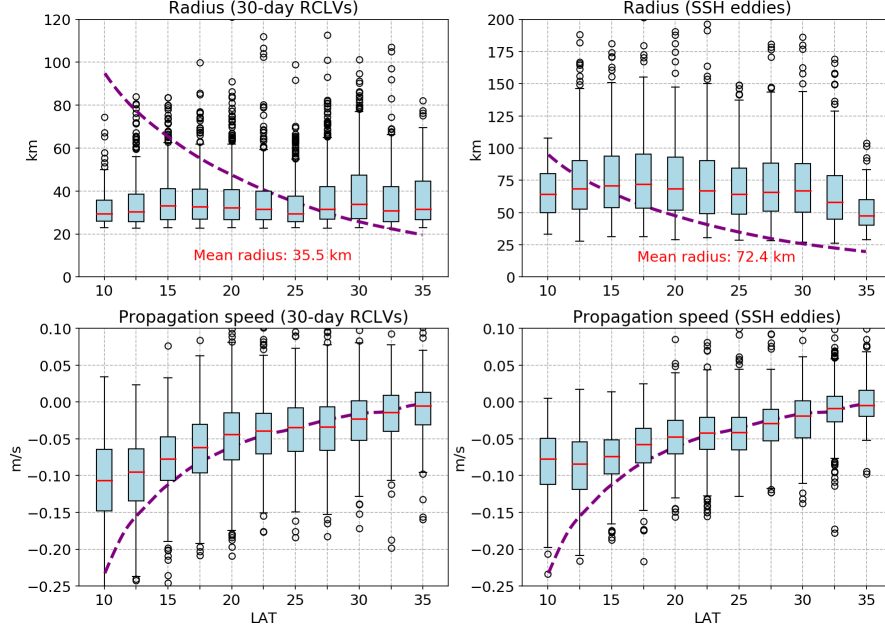 Radius (30-day RCLVs)
120
100
80
60
40
20
0
km
Mean radius: 35.5 km
10 15 20 25 30 35
Radius (SSH eddies)
200
175
150
125
100
75
50
25
0
km
Mean radius: 72.4 km
10 15 20 25 30 35
Propagation speed (30-day RCLVs)
0.10
0.05
0.00
−0.05
−0.10
−0.15
−0.20
−0.25
m/s
10 15 20 25 30 35
LAT
Propagation speed (SSH eddies)
0.10
0.05
0.00
−0.05
−0.10
−0.15
−0.20
−0.25
m/s
10 15 20 25 30 35
LAT